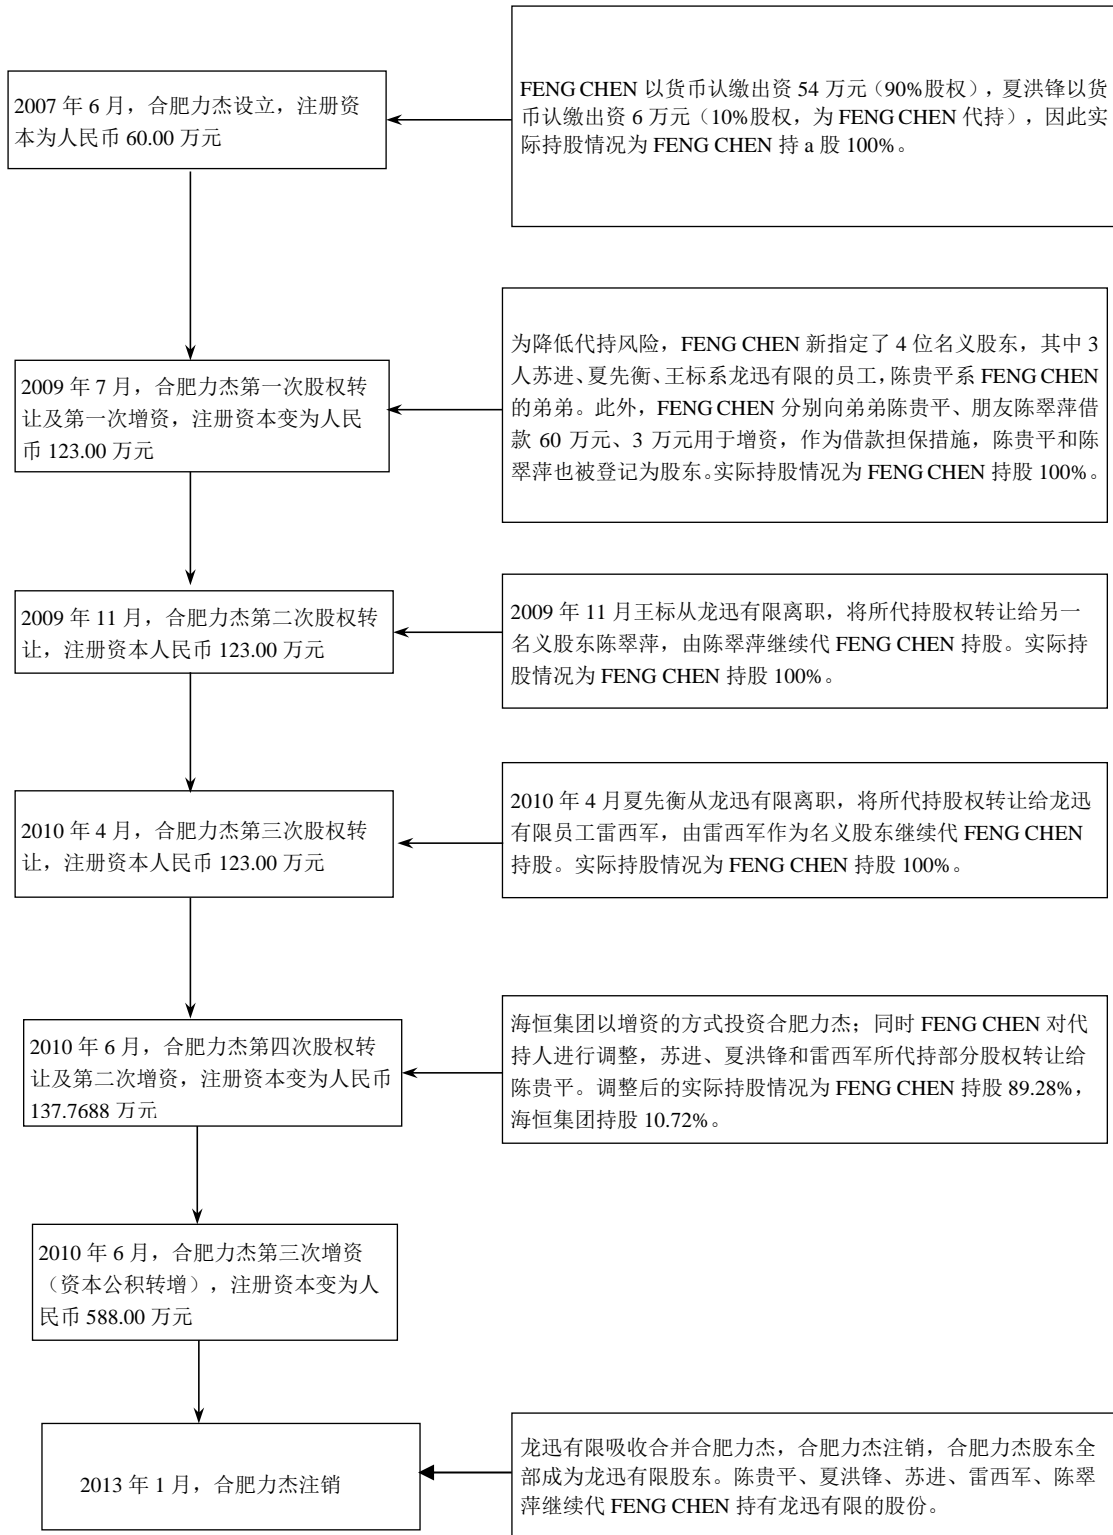 2007 年 6 月，合肥力杰设立，注册资
本为人民币 60.00 万元
FENG CHEN 以货币认缴出资 54 万元（90%股权），夏洪锋以货
币认缴出资 6 万元（10%股权，为 FENG CHEN 代持），因此实
际持股情况为 FENG CHEN 持 a 股 100%。
2009 年 7 月，合肥力杰第一次股权转
让及第一次增资，注册资本变为人民
币 123.00 万元
为降低代持风险，FENG CHEN 新指定了 4 位名义股东，其中 3
人苏进、夏先衡、王标系龙迅有限的员工，陈贵平系 FENG CHEN
的弟弟。此外，FENG CHEN 分别向弟弟陈贵平、朋友陈翠萍借
款 60 万元、3 万元用于增资，作为借款担保措施，陈贵平和陈
翠萍也被登记为股东。实际持股情况为 FENG CHEN 持股 100%。
2009 年 11 月，合肥力杰第二次股权转
让，注册资本人民币 123.00 万元
2009 年 11 月王标从龙迅有限离职，将所代持股权转让给另一
名义股东陈翠萍，由陈翠萍继续代 FENG CHEN 持股。实际持
股情况为 FENG CHEN 持股 100%。
2010 年 4 月，合肥力杰第三次股权转
让，注册资本人民币 123.00 万元
2010 年 4 月夏先衡从龙迅有限离职，将所代持股权转让给龙迅
有限员工雷西军，由雷西军作为名义股东继续代 FENG CHEN
持股。实际持股情况为 FENG CHEN 持股 100%。
2010 年 6 月，合肥力杰第四次股权转
让及第二次增资，注册资本变为人民币
137.7688 万元
海恒集团以增资的方式投资合肥力杰；同时 FENG CHEN 对代
持人进行调整，苏进、夏洪锋和雷西军所代持部分股权转让给
陈贵平。调整后的实际持股情况为 FENG CHEN 持股 89.28%，
海恒集团持股 10.72%。
2010 年 6 月，合肥力杰第三次增资
（资本公积转增），注册资本变为人
民币 588.00 万元
2013 年 1 月，合肥力杰注销
龙迅有限吸收合并合肥力杰，合肥力杰注销，合肥力杰股东全
部成为龙迅有限股东。陈贵平、夏洪锋、苏进、雷西军、陈翠
萍继续代 FENG CHEN 持有龙迅有限的股份。